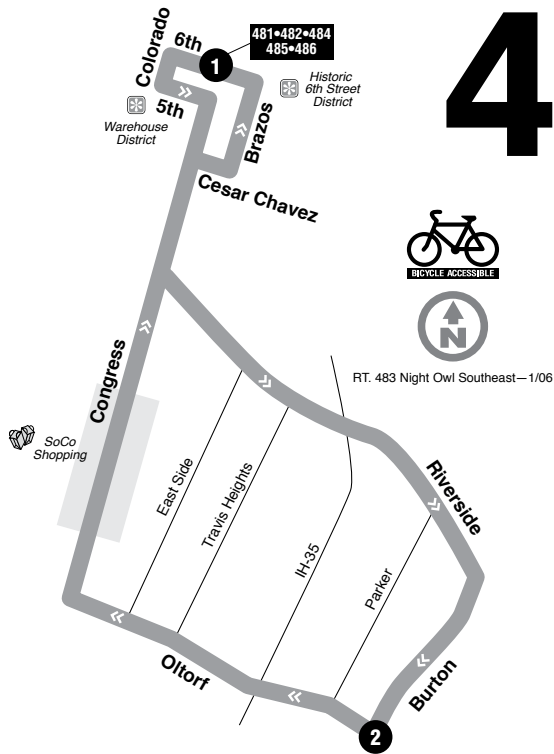 4
481•482•484
485•486
6th
1
Colorado
5th
Historic
6th Street
District
Warehouse
District
Brazos
Cesar Chavez
BICYCLE ACCESSIBLE
N
RT. 483 Night Owl Southeast—1/06
Congress
SoCo
Shopping
East Side
Travis Heights
IH-35
Parker
Riverside
Oltorf
Burton
2